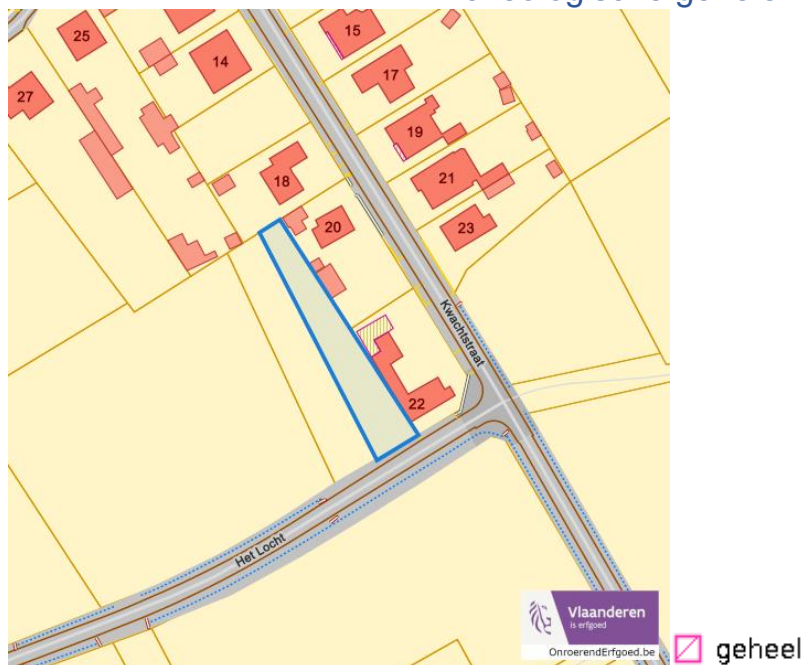 25
15
14
17
27
19
18
21
20
23
Kwachtstraat
22
Het Locht
Vlaanderen
is erfgoed
OnroerendErfgoed.be
geheel